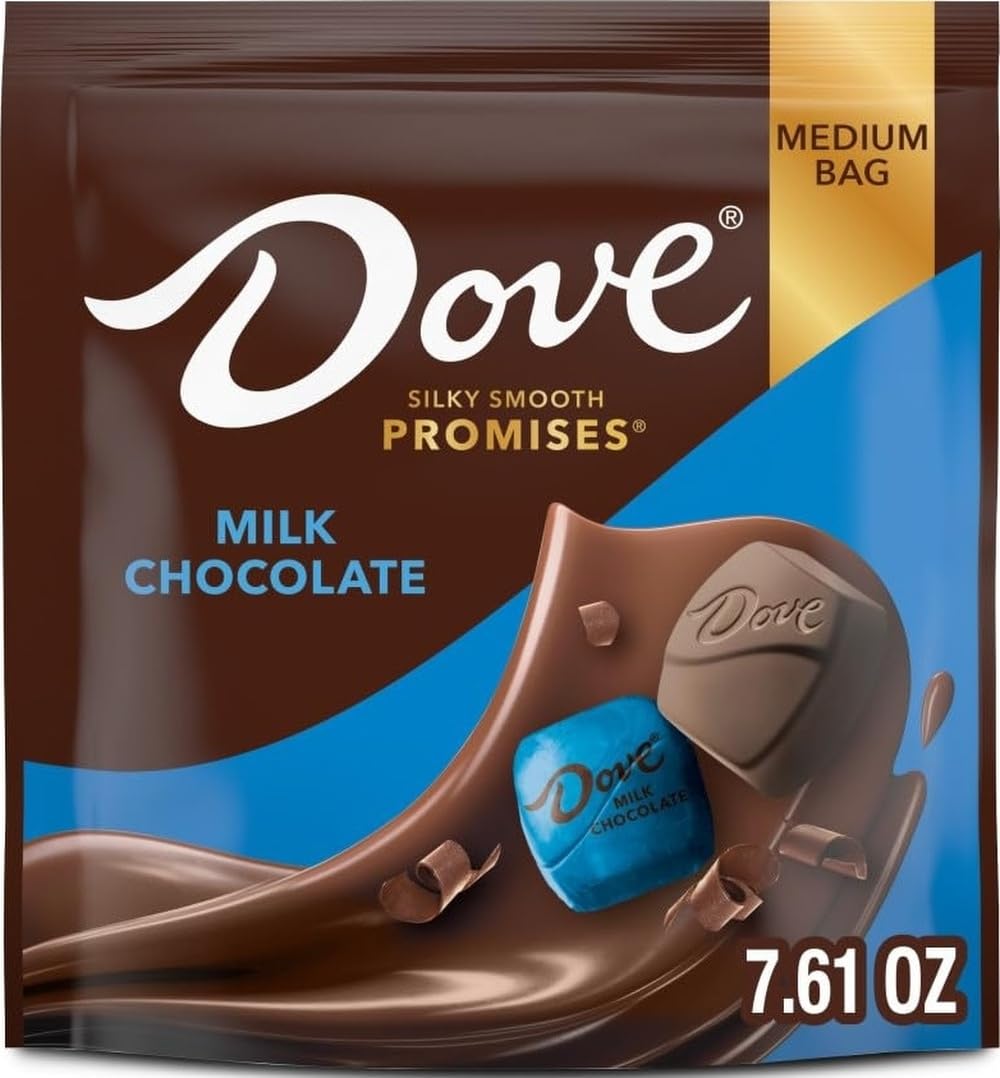 MEDIUM
BAG
Dove®
SILKY SMOOTH
PROMISES®
MILK
CHOCOLATE
Dove
Dove®
MILK
CHOCOLATE
7.61 OZ